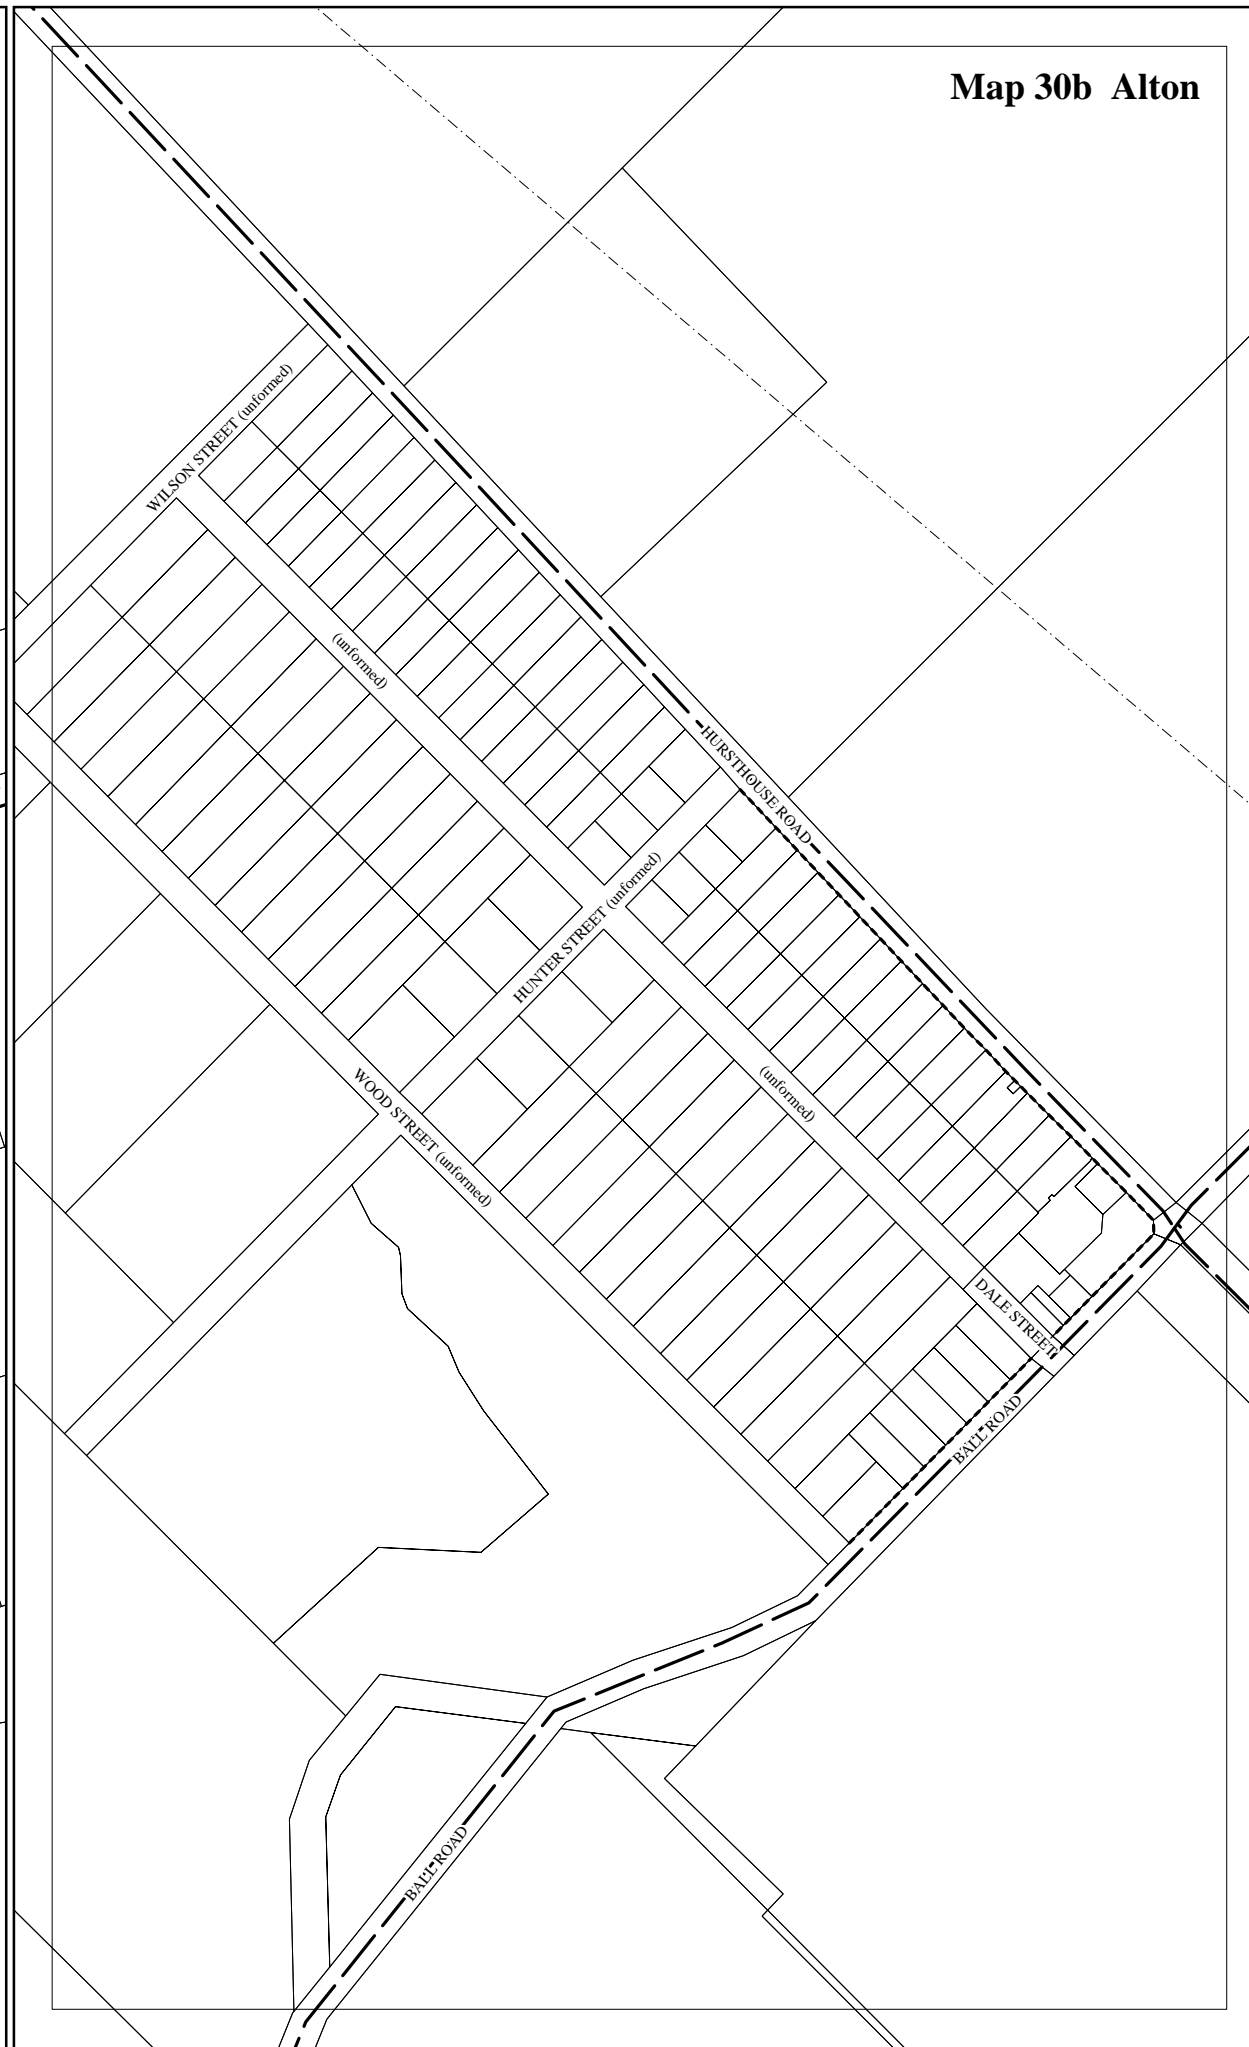 Map 30b Alton
WILSON STREET (unformed)
(unformed)
HURSTHOUSE ROAD
HUNTER STREET (unformed)
WOOD STREET (unformed)
(unformed)
DALE STREET
BALL ROAD
BALL ROAD